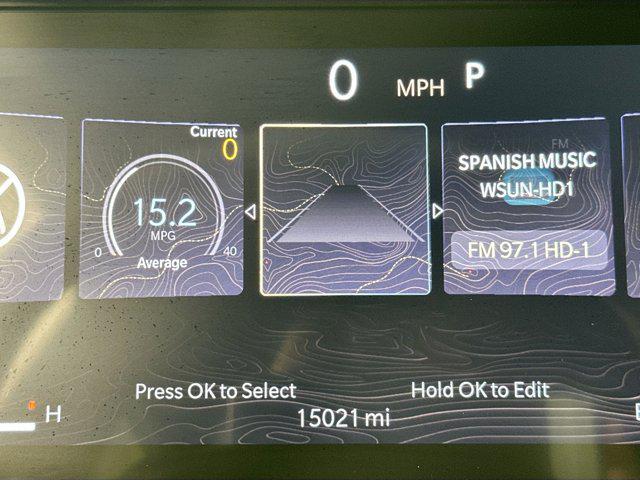 0 MPH P
Current
0
15.2
MPG
0 40
Average
FM
SPANISH MUSIC
WSUN-HD1
FM 97.1 HD-1
Press OK to Select
Hold OK to Edit
H
15021 mi
E